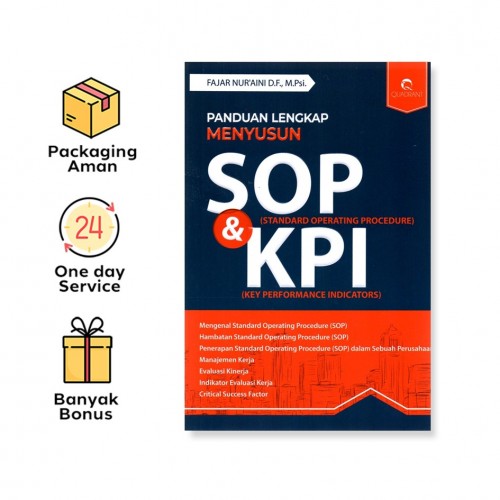 Packaging
Aman
24
One day
Service
Banyak
Bonus
FAJAR NUR'AINI D.F., M.Psi.
QUADRANT
PANDUAN LENGKAP
MENYUSUN
SOP
(STANDARD OPERATING PROCEDURE)
& KPI
(KEY PERFORMANCE INDICATORS)
Mengenal Standard Operating Procedure (SOP)
Hambatan Standard Operating Procedure (SOP)
Penerapan Standard Operating Procedure (SOP) dalam Sebuah Perusahaa
Manajemen Kerja
Evaluasi Kinerja
Indikator Evaluasi Kerja
Critical Success Factor